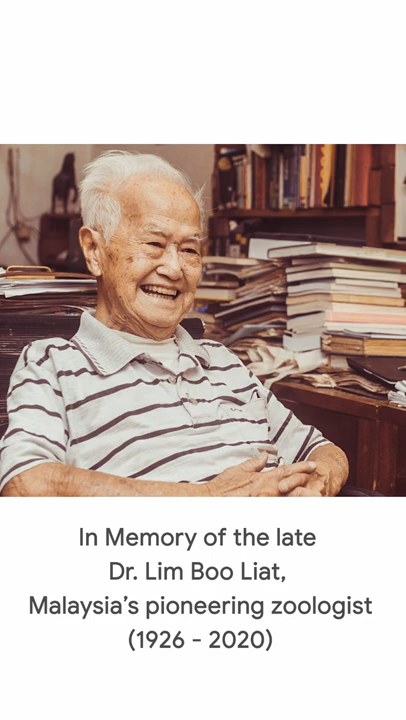 In Memory of the late
Dr. Lim Boo Liat,
Malaysia’s pioneering zoologist
(1926 - 2020)